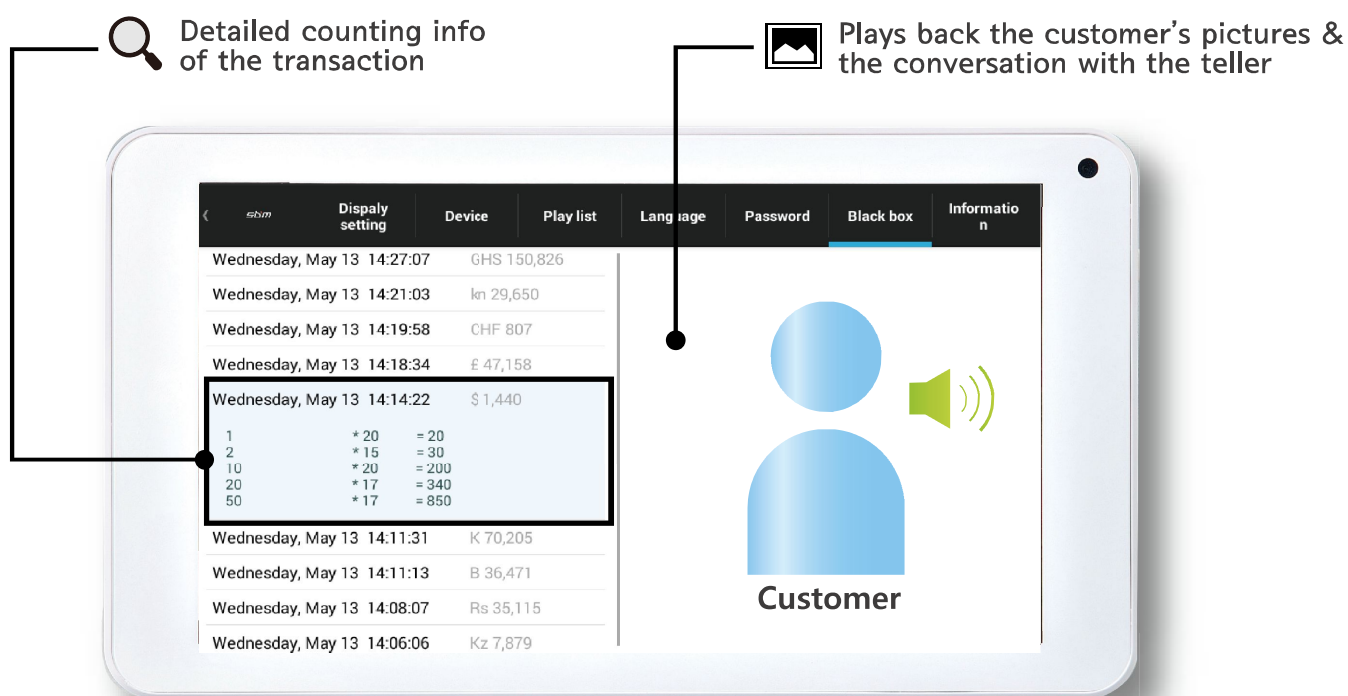 Detailed counting info
of the transaction
Plays back the customer's pictures &
the conversation with the teller
sbm
Dispaly
setting
Device
Play list
Language
Password
Black box
Informatio
n
Wednesday, May 13 14:27:07 GHS 150,826
Wednesday, May 13 14:21:03 kn 29,650
Wednesday, May 13 14:19:58 CHF 807
Wednesday, May 13 14:18:34 £ 47,158
Wednesday, May 13 14:14:22 $ 1,440
1 * 20 = 20
2 * 15 = 30
10 * 20 = 200
20 * 17 = 340
50 * 17 = 850
Wednesday, May 13 14:11:31 K 70,205
Wednesday, May 13 14:11:13 B 36,471
Wednesday, May 13 14:08:07 Rs 35,115
Wednesday, May 13 14:06:06 Kz 7,879
Customer